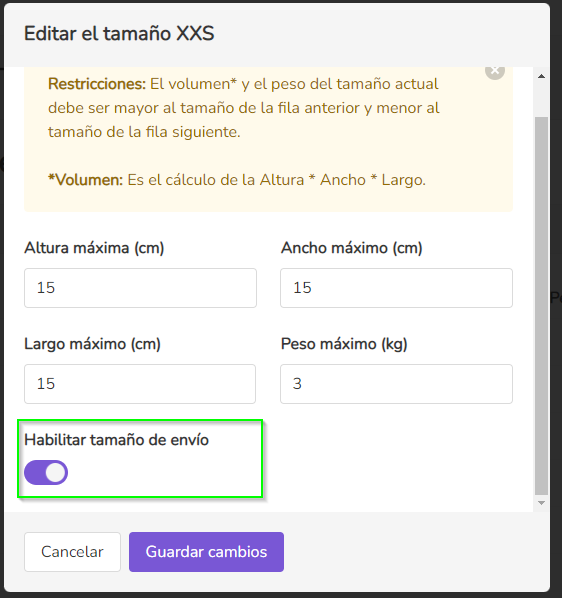 Editar el tamaño XXS
Restricciones: El volumen* y el peso del tamaño actual
debe ser mayor al tamaño de la fila anterior y menor al
tamaño de la fila siguiente.
*Volumen: Es el cálculo de la Altura * Ancho * Largo.
Altura máxima (cm)
Ancho máximo (cm)
15
15
Largo máximo (cm)
Peso máximo (kg)
15
3
Habilitar tamaño de envío
Cancelar
Guardar cambios